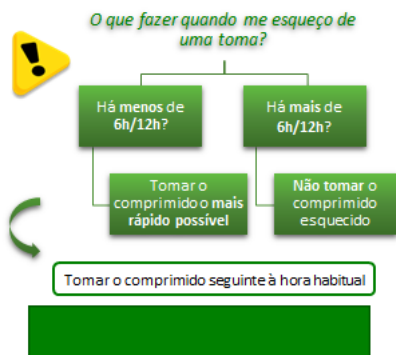 O que fazer quando me esqueço de
uma toma?
Há menos de
6h/12h?
Há mais de
6h/12h?
Tomar o
comprimido o mais
rápido possível
Não tomar o
comprimido
esquecido
Tomar o comprimido seguinte à hora habitual